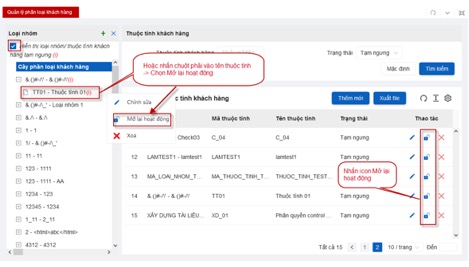 Quản lý phân loại khách hàng
Loại nhóm
Hiển thị loại nhóm/ thuộc tính khách hàng tạm ngưng (i)
Cây phân loại khách hàng
& ()#-//- & ()#-//-(i)
TT01 - Thuộc tính 01(i)
& ()#-/\_' - Loại nhóm 1
&./\ - &./\
1 - 1
1/ - -\3
11 - 11
123 - 1111
123 - 1111 - AA
1234 - 123
12345 - 1234
1_11 - 2_11
2 - <html>abc</html>
4312 - 4312
Chỉnh sửa
Mở lại hoạt động
Xoá
Hoặc nhấn chuột phải vào tên thuộc tính
-> Chọn Mở lại hoạt động
Thuộc tính khách hàng
Thuộc tính khách hàng
Trạng thái
Tạm ngưng
Mặc định
Tìm kiếm
tính khách hàng
Thêm mới
Xuất file
Mã thuộc tính
Tên thuộc tính
Trạng thái
Thao tác
Check03 C_04 C_04 Tạm ngưng
12 LAMTEST1 - lamtest1 LAMTEST1 lamtest1 Tạm ngưng
13 MA_LOAI_NHOM_T... MA_THUOC_TINH_T... THUOC_TINH_TEST... Tạm ngưng
14 & ()#-//- & ()#-//- TT01 Thuộc tính 01 Tạm ngưng
15 XÂY DỰNG TÀI LIỆU... XD_01 Phân quyền control ... Tạm ngưng
Nhấn icon Mở lại hoạt động
Tất cả 15
1
2
10 / trang
Đến